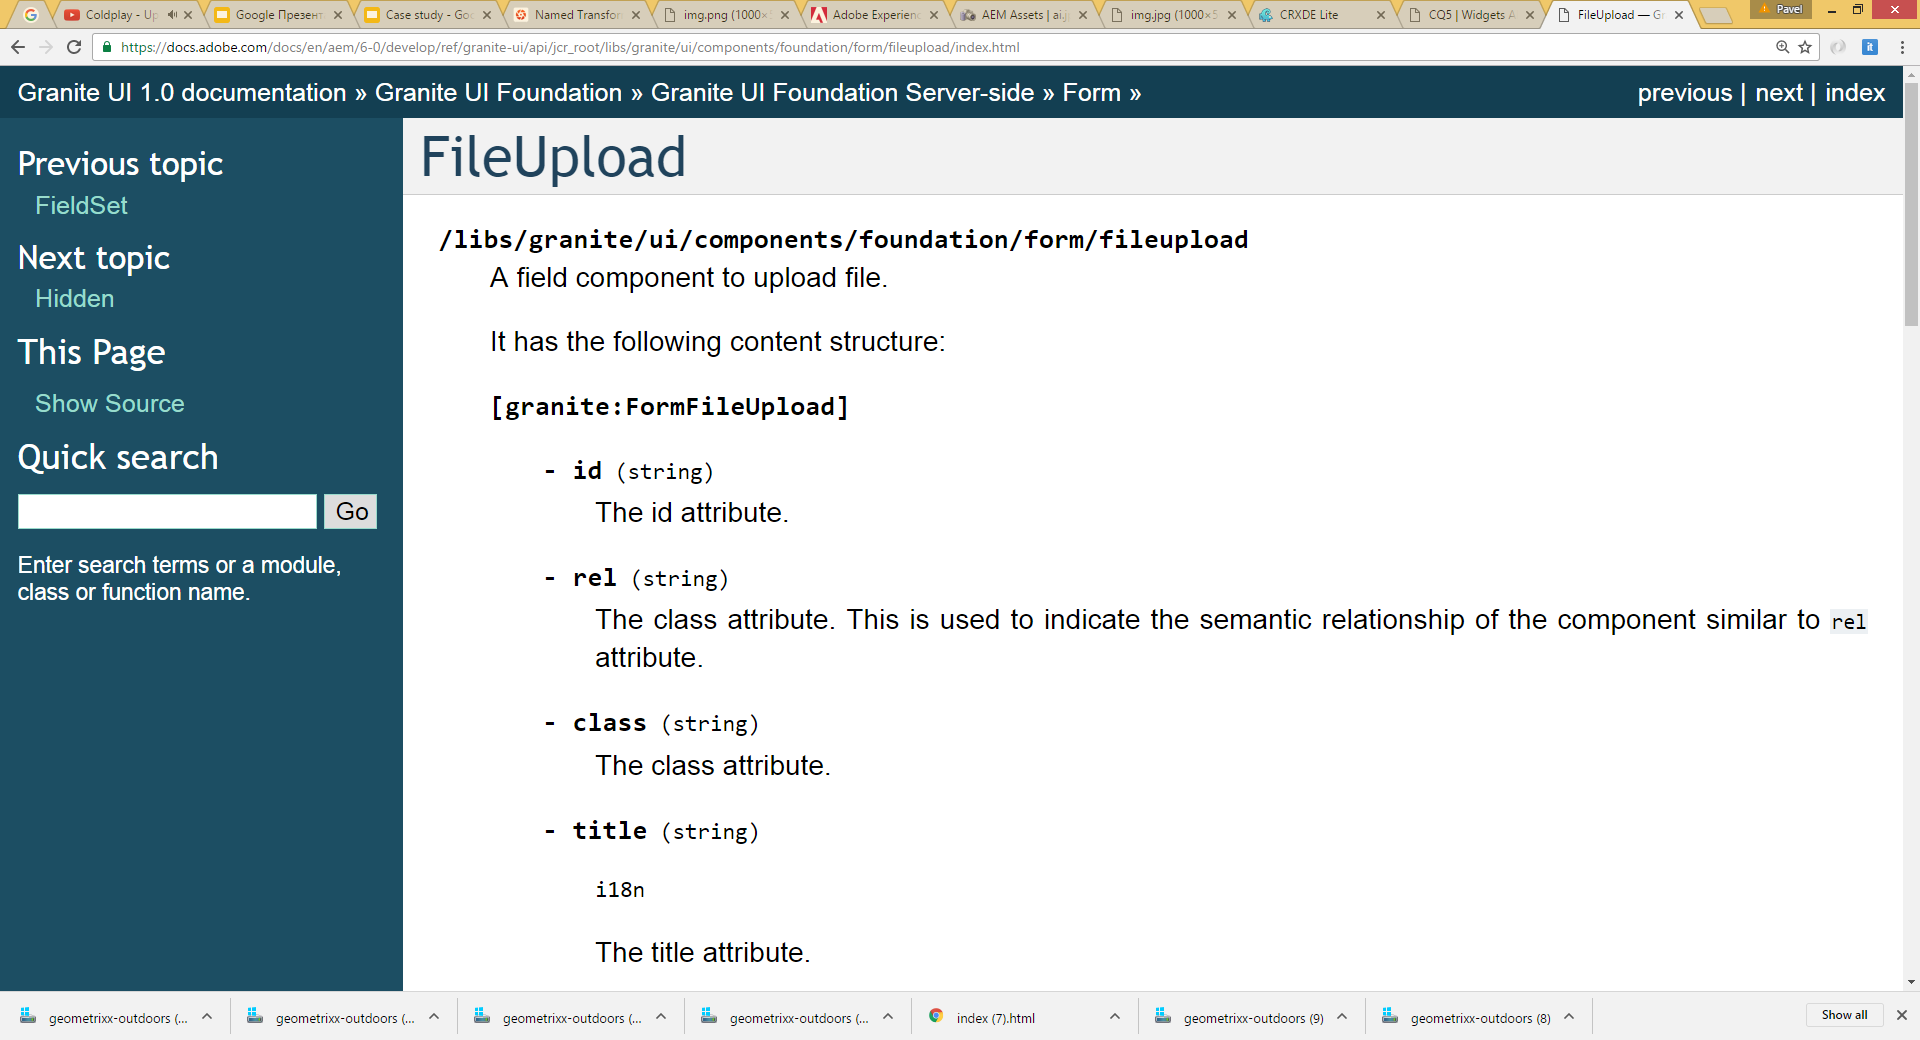 Coldplay - Up
Google Презент
Case study - Goo
Named Transfor
img.png (1000×
Adobe Experien
AEM Assets | ai.j
img.jpg (1000×5
CRXDE Lite
CQ5 | Widgets A
FileUpload — Gr
Pavel
https://docs.adobe.com/docs/en/aem/6-0/develop/ref/granite-ui/api/jcr_root/libs/granite/ui/components/foundation/form/fileupload/index.html
Granite UI 1.0 documentation » Granite UI Foundation » Granite UI Foundation Server-side » Form »
previous | next | index
Previous topic
FieldSet
Next topic
Hidden
This Page
Show Source
Quick search
Go
Enter search terms or a module,
class or function name.
FileUpload
/libs/granite/ui/components/foundation/form/fileupload
A field component to upload file.
It has the following content structure:
[granite:FormFileUpload]
- id (string)
The id attribute.
- rel (string)
The class attribute. This is used to indicate the semantic relationship of the component similar to rel
attribute.
- class (string)
The class attribute.
- title (string)
i18n
The title attribute.
geometrixx-outdoors (...
geometrixx-outdoors (...
geometrixx-outdoors (...
geometrixx-outdoors (...
index (7).html
geometrixx-outdoors (9)
geometrixx-outdoors (8)
Show all